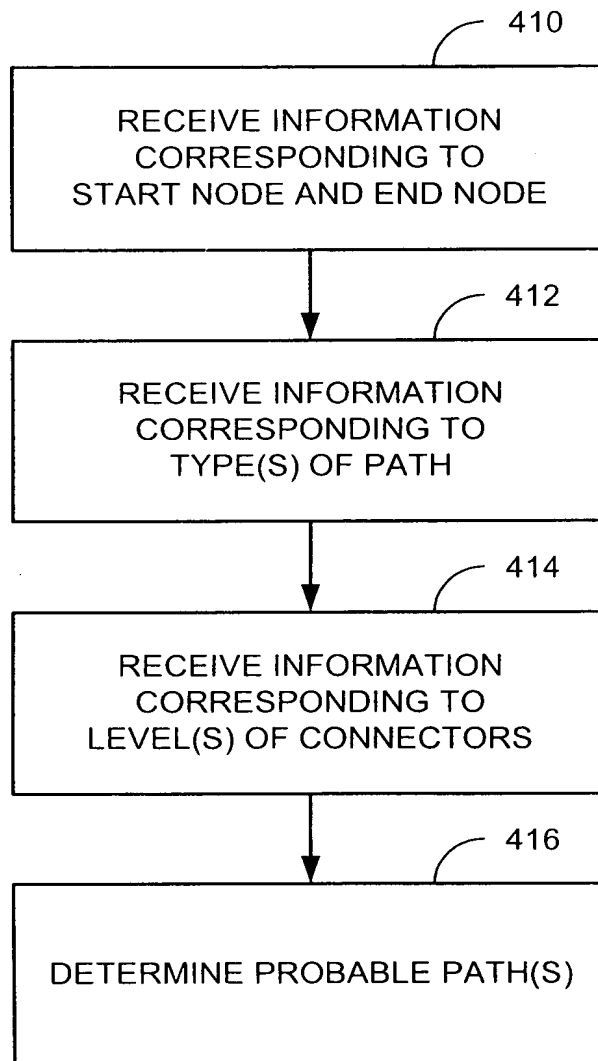 410
RECEIVE INFORMATION
CORRESPONDING TO
START NODE AND END NODE
412
RECEIVE INFORMATION
CORRESPONDING TO
TYPE(S) OF PATH
414
RECEIVE INFORMATION
CORRESPONDING TO
LEVEL(S) OF CONNECTORS
416
DETERMINE PROBABLE PATH(S)